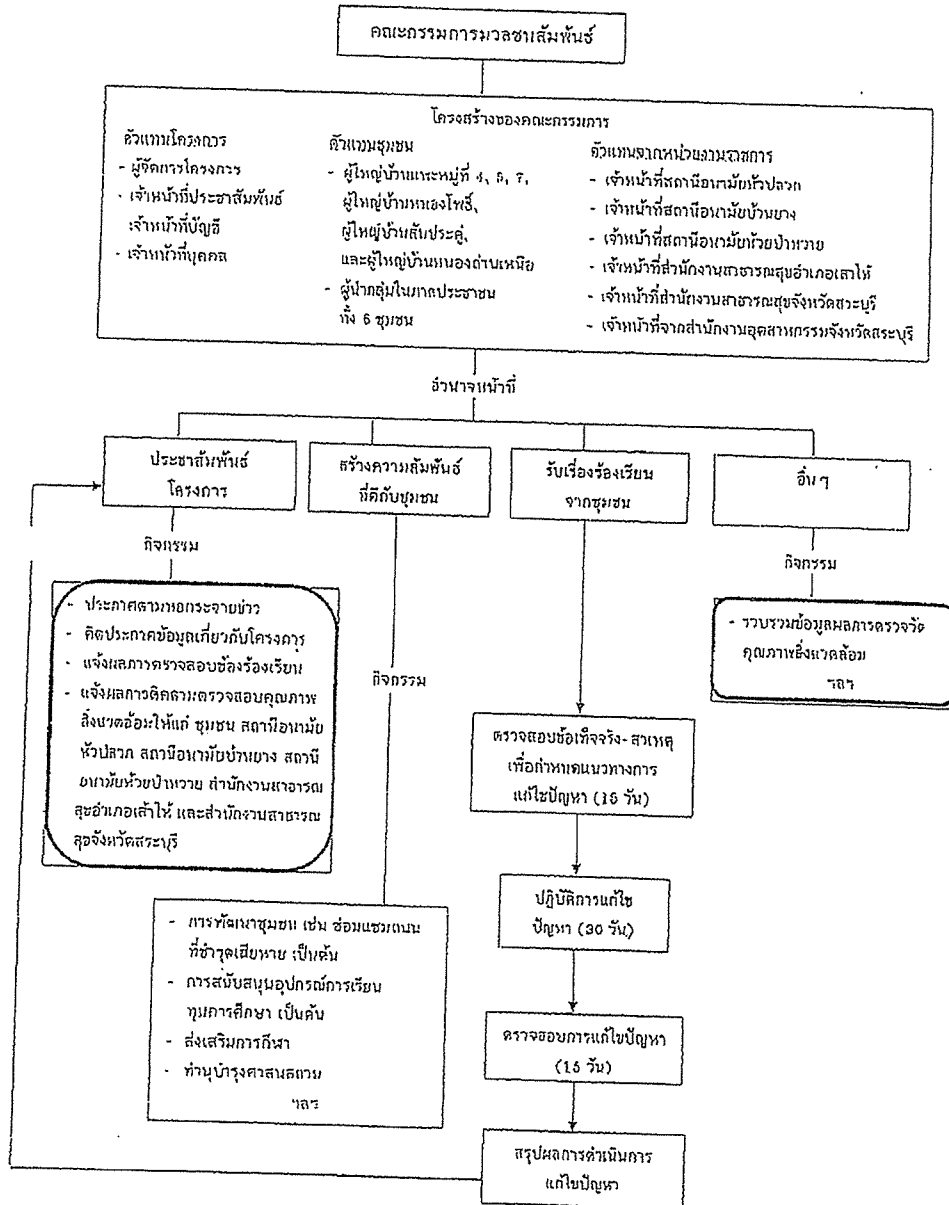 คณะกรรมการมวลชนสัมพันธ์
โครงสร้างของคณะกรรมการ
ตัวแทนโครงการ
- ผู้จัดการโครงการ
- เจ้าหน้าที่ประชาสัมพันธ์
เจ้าหน้าที่บัญชี
- เจ้าหน้าที่บุคคล
ตัวแทนชุมชน
- ผู้ใหญ่บ้าน หมู่ที่ 4, 5, 7,
ผู้ใหญ่บ้านหนองโพธิ์,
ผู้ใหญ่บ้านสันประดู่,
และผู้ใหญ่บ้านหนองถ่านเหนือ
- ผู้นำกลุ่มในภาคประชาชน
ทั้ง 6 ชุมชน
ตัวแทนจากหน่วยงานราชการ
- เจ้าหน้าที่สถานีอนามัยหัวปลวก
- เจ้าหน้าที่สถานีอนามัยบ้านยาง
- เจ้าหน้าที่สถานีอนามัยห้วยป่าหวาย
- เจ้าหน้าที่สำนักงานสาธารณสุขอำเภอเสาไห้
- เจ้าหน้าที่สำนักงานสาธารณสุขจังหวัดสระบุรี
- เจ้าหน้าที่จากสำนักงานอุตสาหกรรมจังหวัดสระบุรี
อำนาจหน้าที่
ประชาสัมพันธ์
โครงการ
สร้างความสัมพันธ์
ที่ดีกับชุมชน
รับเรื่องร้องเรียน
จากชุมชน
อื่นๆ
กิจกรรม
- ประกาศตามหอกระจายข่าว
- ติดประกาศข้อมูลเกี่ยวกับโครงการ
- แจ้งผลการตรวจสอบข้อร้องเรียน
- แจ้งผลการติดตามตรวจสอบคุณภาพ
สิ่งแวดล้อมให้แก่ ชุมชน สถานีอนามัย
หัวปลวก สถานีอนามัยบ้านยาง สถานี
อนามัยห้วยป่าหวาย สำนักงานสาธารณ
สุขอำเภอเสาไห้ และสำนักงานสาธารณ
สุขจังหวัดสระบุรี
กิจกรรม
- การพัฒนาชุมชน เช่น ซ่อมแซมถนน
ที่ชำรุดเสียหาย เป็นต้น
- การสนับสนุนอุปกรณ์การเรียน
ทุนการศึกษา เป็นต้น
- ส่งเสริมการกีฬา
- ทำนุบำรุงศาสนสถาน
ฯลฯ
ตรวจสอบข้อเท็จจริง-สาเหตุ
เพื่อกำหนดแนวทางการ
แก้ไขปัญหา (15 วัน)
ปฏิบัติการแก้ไข
ปัญหา (30 วัน)
ตรวจสอบการแก้ไขปัญหา
(15 วัน)
สรุปผลการดำเนินการ
แก้ไขปัญหา
กิจกรรม
- รวบรวมข้อมูลผลการตรวจวัด
คุณภาพสิ่งแวดล้อม
ฯลฯ